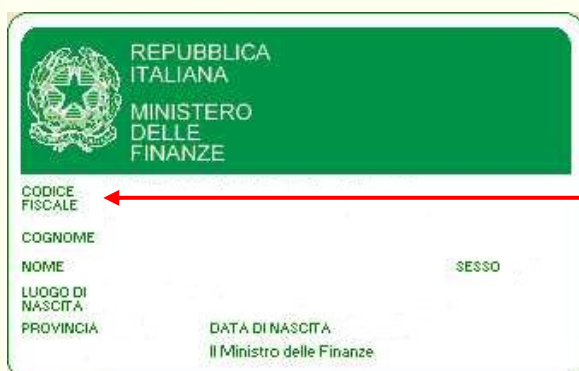 REPUBBLICA
ITALIANA
MINISTERO
DELLE
FINANZE
CODICE
FISCALE
COGNOME
NOME SESSO
LUOGO DI
NASCITA
PROVINCIA DATA DI NASCITA
Il Ministro delle Finanze